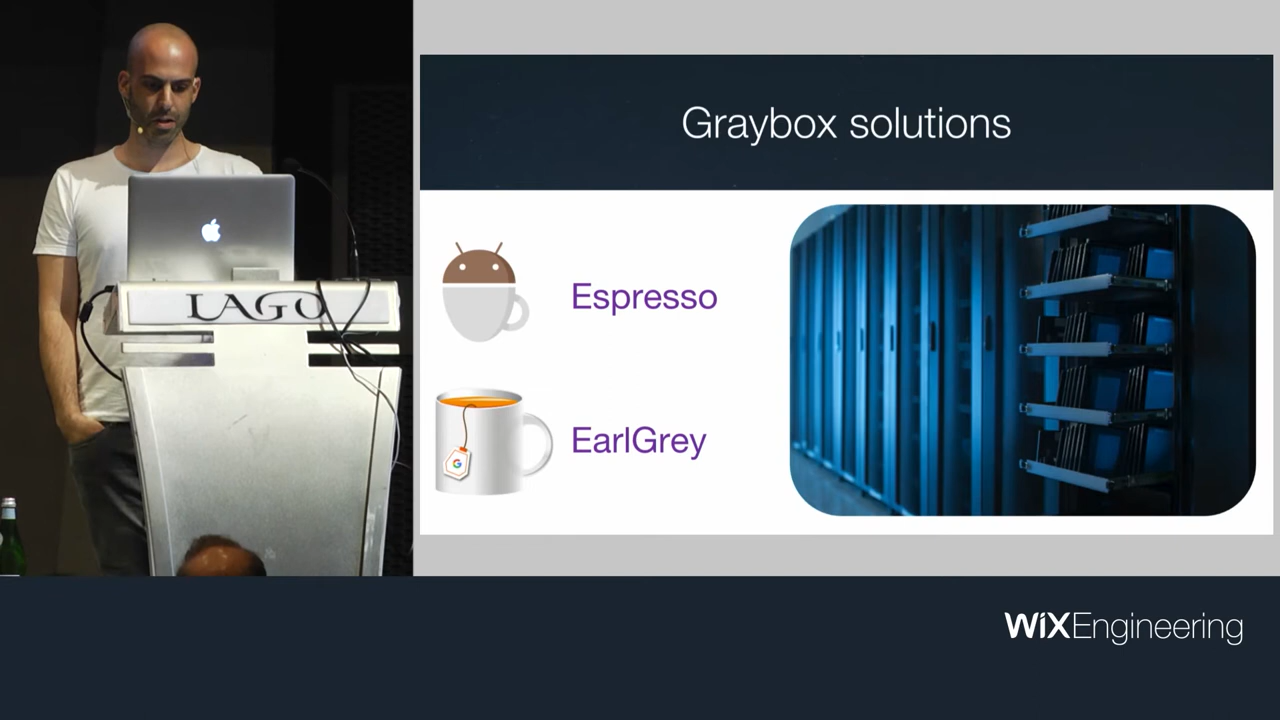 LAGO
Graybox solutions
Espresso
EarlGrey
WiXEngineering